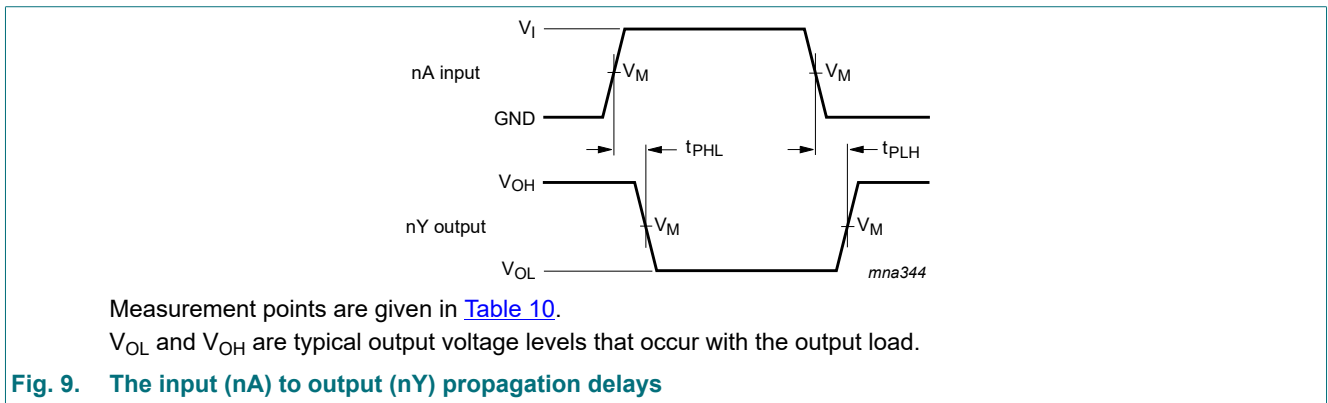 VI
nA input
VM
VM
GND
tPHL
tPLH
VOH
nY output
VM
VM
VOL
mna344
Measurement points are given in Table 10.
VOL and VOH are typical output voltage levels that occur with the output load.
Fig. 9. The input (nA) to output (nY) propagation delays